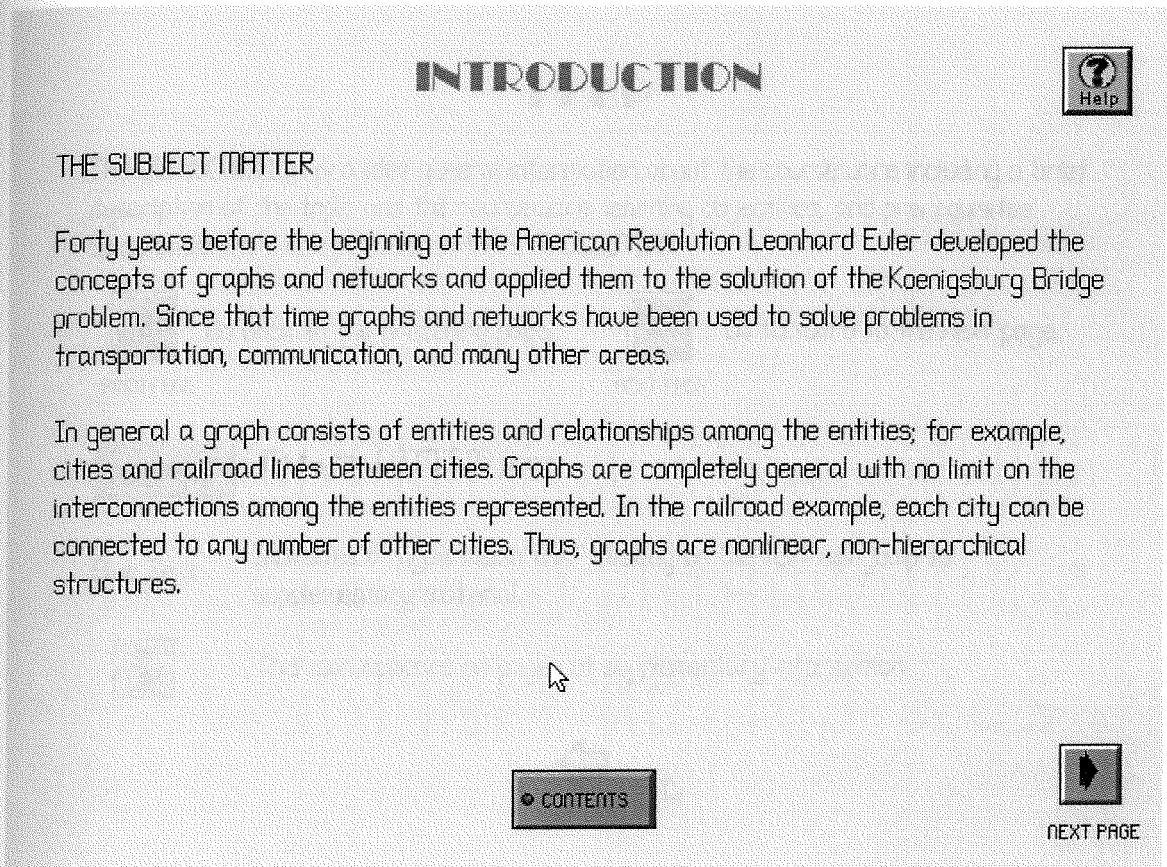 INTRODUCTION
Help
THE SUBJECT MATTER
Forty years before the beginning of the American Revolution Leonhard Euler developed the
concepts of graphs and networks and applied them to the solution of the Koenigsburg Bridge
problem. Since that time graphs and networks have been used to solve problems in
transportation, communication, and many other areas.
In general a graph consists of entities and relationships among the entities; for example,
cities and railroad lines between cities. Graphs are completely general with no limit on the
interconnections among the entities represented. In the railroad example, each city can be
connected to any number of other cities. Thus, graphs are nonlinear, non-hierarchical
structures.
CONTENTS
NEXT PAGE